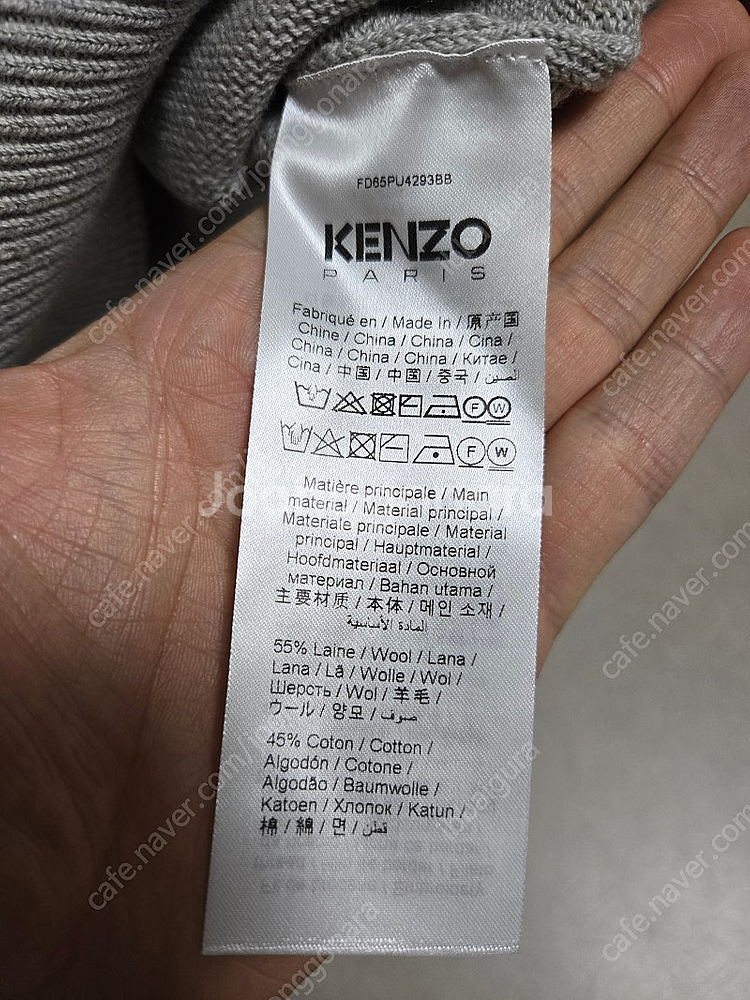 FD65PU4293BB
KENZO
PARIS
Fabriqué en / Made In / 原产国
Chine / China / China / Cina /
China / China / China / Китае /
Cina / 中国 / 中国 / 중국 / الصين
F W
F W
Matière principale / Main
material / Material principal /
Materiale principale / Material
principal / Hauptmaterial /
Hoofdmateriaal / Основной
материал / Bahan utama /
主要材质 / 本体 / 메인 소재 /
المادة الأساسية
55% Laine / Wool / Lana /
Lana / Lã / Wolle / Wol /
Шерсть / Wol / 羊毛 /
ウール / 양모 / صوف
45% Coton / Cotton /
Algodón / Cotone /
Algodão / Baumwolle /
Katoen / Хлопок / Katun /
棉 / 綿 / 면 / قطن
cafe.naver.com/joonggonara